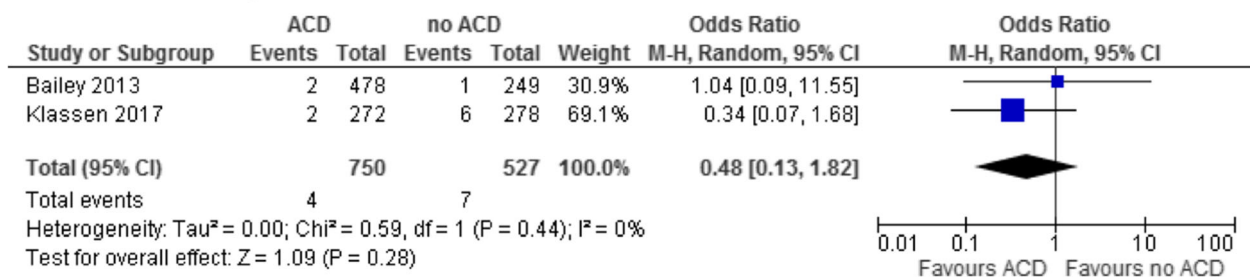 ACD no ACD Odds Ratio Odds Ratio
Study or Subgroup Events Total Events Total Weight M-H, Random, 95% CI M-H, Random, 95% CI
Bailey 2013 2 478 1 249 30.9% 1.04 [0.09, 11.55]
Klassen 2017 2 272 6 278 69.1% 0.34 [0.07, 1.68]
Total (95% CI) 750 527 100.0% 0.48 [0.13, 1.82]
Total events 4 7
Heterogeneity: Tau² = 0.00; Chi² = 0.59, df = 1 (P = 0.44); I² = 0%
Test for overall effect: Z = 1.09 (P = 0.28)
0.01 0.1 1 10 100
Favours ACD Favours no ACD